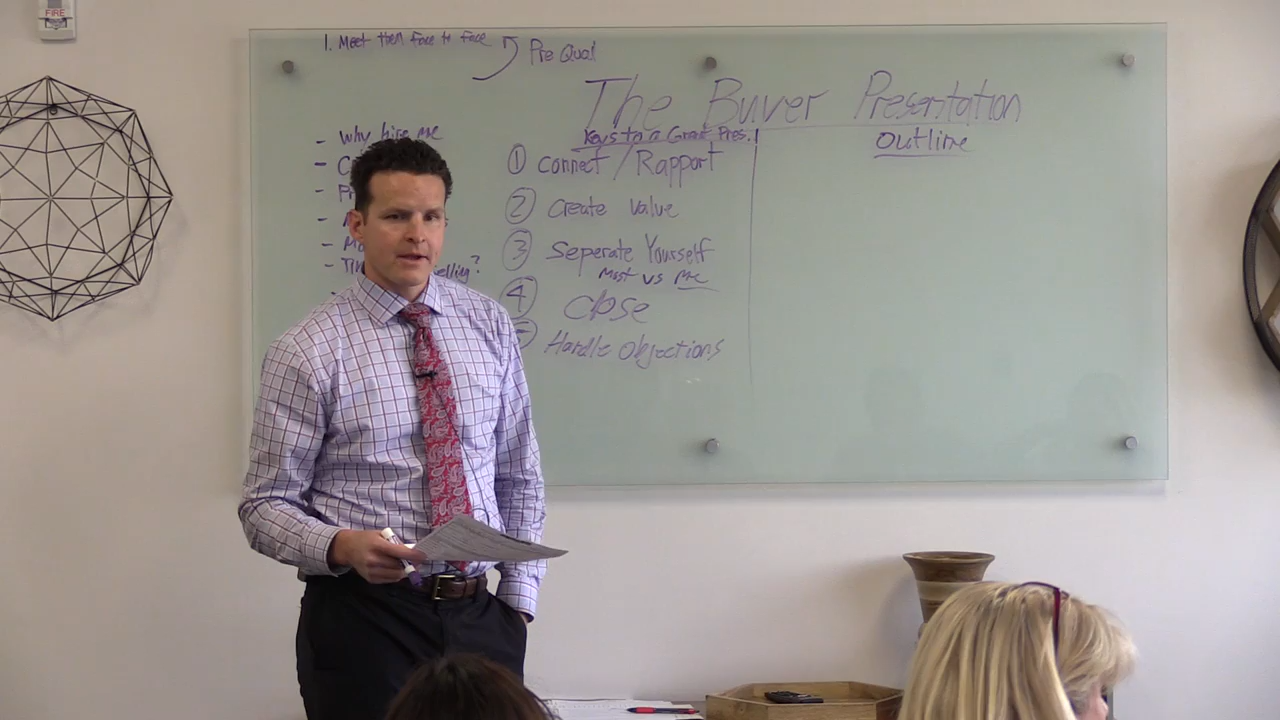 FIRE
1. Meet them Face to Face
Pre Qual
The Buyer Presentation
- Why hire me
-
-
-
-
-
Keys to a Great Pres.
① Connect / Rapport
② Create Value
③ Seperate Yourself
Most vs Me
④ Close
Handle Objections
Outline